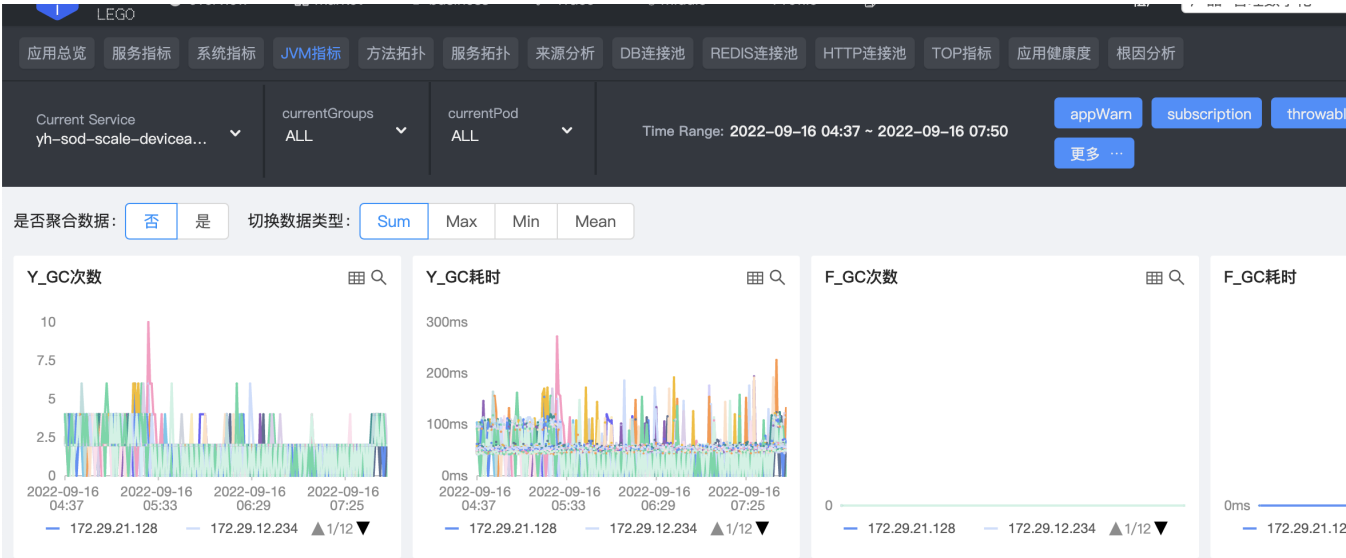 LEGO
应用总览 服务指标 系统指标 JVM指标 方法拓扑 服务拓扑 来源分析 DB连接池 REDIS连接池 HTTP连接池 TOP指标 应用健康度 根因分析
Current Service
yh-sod-scale-devicea...
currentGroups
ALL
currentPod
ALL
Time Range: 2022-09-16 04:37 ~ 2022-09-16 07:50
appWarn subscription throwabl
更多 ...
是否聚合数据: 否 是 切换数据类型: Sum Max Min Mean
Y_GC次数
10
7.5
5
2.5
0
2022-09-16 04:37
2022-09-16 05:33
2022-09-16 06:29
2022-09-16 07:25
172.29.21.128 172.29.12.234 1/12
Y_GC耗时
300ms
200ms
100ms
0ms
2022-09-16 04:37
2022-09-16 05:33
2022-09-16 06:29
2022-09-16 07:25
172.29.21.128 172.29.12.234 1/12
F_GC次数
0
172.29.21.128 172.29.12.234 1/12
F_GC耗时
0ms
172.29.21.12